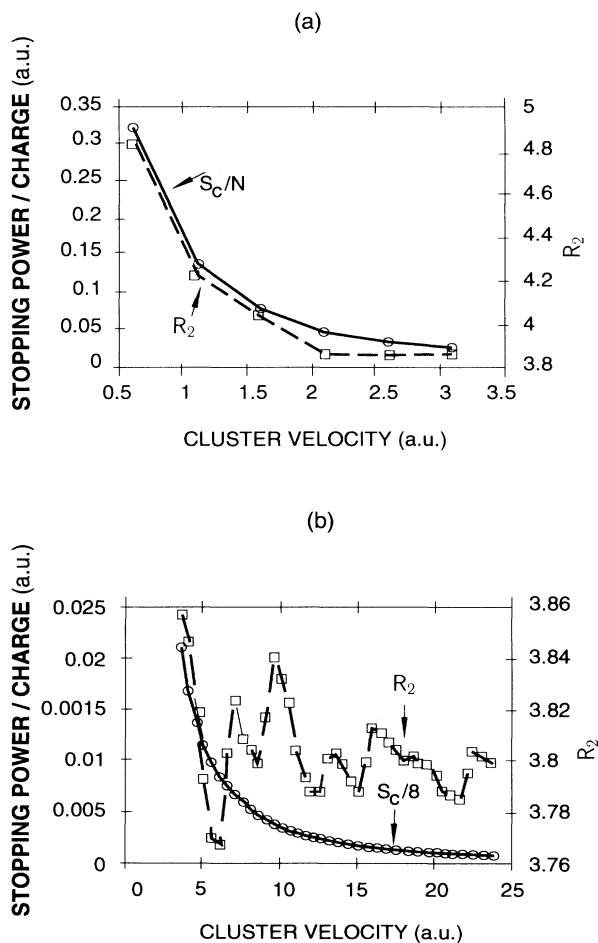 (a)
STOPPING POWER / CHARGE (a.u.)
0.35
0.3
0.25
0.2
0.15
0.1
0.05
0
5
4.8
4.6
4.4
4.2
4
3.8
R₂
S_C/N
R₂
0.5 1 1.5 2 2.5 3 3.5
CLUSTER VELOCITY (a.u.)
(b)
STOPPING POWER / CHARGE (a.u.)
0.025
0.02
0.0015
0.01
0.005
0
3.86
3.84
3.82
3.8
3.78
3.76
R₂
R₂
S_C/8
0 5 10 15 20 25
CLUSTER VELOCITY (a.u.)